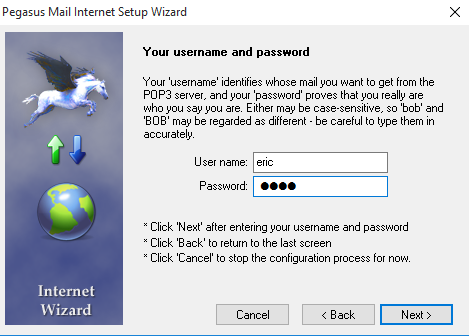 Pegasus Mail Internet Setup Wizard
Your username and password
Your 'username' identifies whose mail you want to get from the
POP3 server, and your 'password' proves that you really are
who you say you are. Either may be case-sensitive, so 'bob' and
'BOB' may be regarded as different - be careful to type them in
accurately.
User name: eric
Password: ●●●●
* Click 'Next' after entering your username and password
* Click 'Back' to return to the last screen
* Click 'Cancel' to stop the configuration process for now.
Internet
Wizard
Cancel < Back Next >